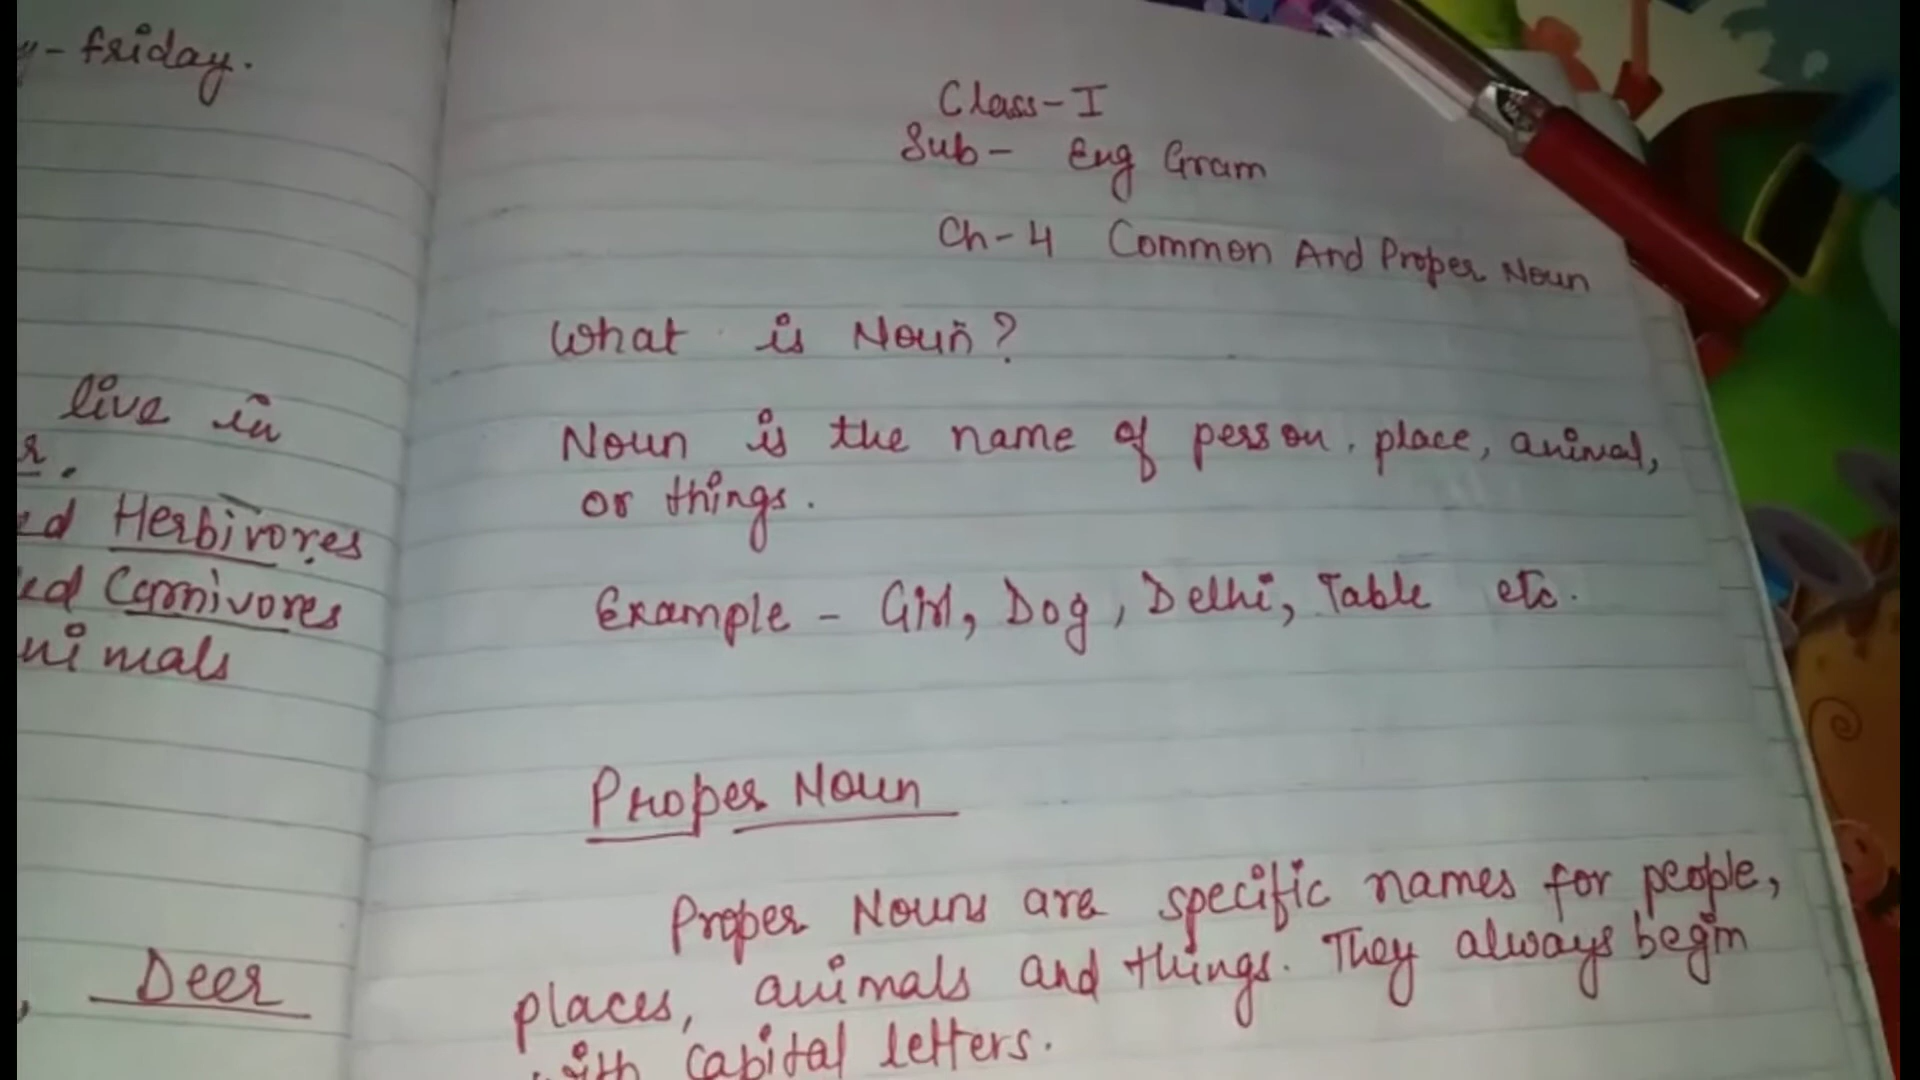 friday.
live in
Herbivores
Carnivores
Deer
Class-I
Sub- Eng Gram
Ch-4 Common And Proper Noun
What is Noun?
Noun is the name of person, place, animal,
or things.
Example - Girl, Dog, Delhi, Table etc.
Proper Noun
Proper Nouns are specific names for people,
places, animals and things. They always begin
with capital letters.